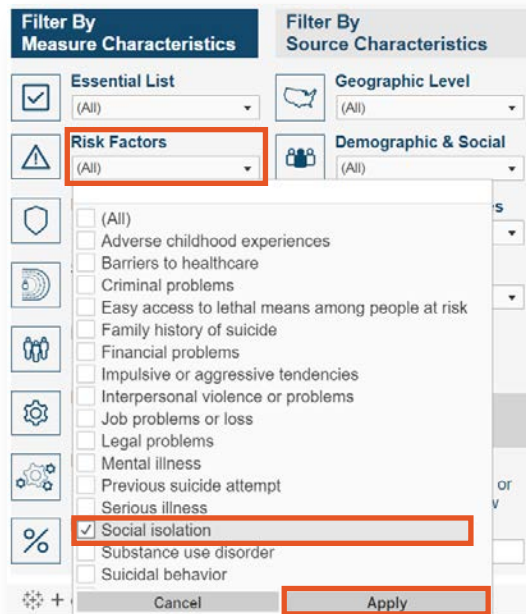 Filter By
Measure Characteristics
Filter By
Source Characteristics
Essential List
(All)
Geographic Level
(All)
Risk Factors
(All)
Demographic & Social
(All)
(All)
Adverse childhood experiences
Barriers to healthcare
Criminal problems
Easy access to lethal means among people at risk
Family history of suicide
Financial problems
Impulsive or aggressive tendencies
Interpersonal violence or problems
Job problems or loss
Legal problems
Mental illness
Previous suicide attempt
Serious illness
or
Social isolation
Substance use disorder
Suicidal behavior
Cancel
Apply